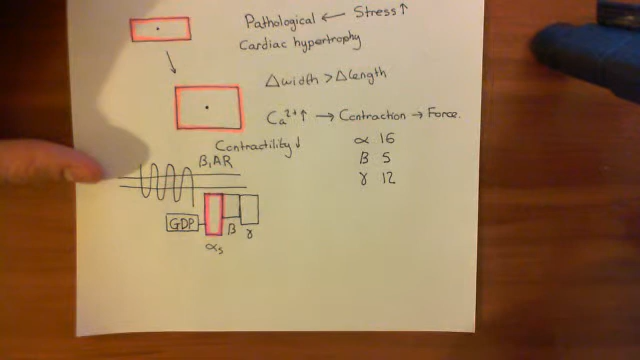 Pathological ← Stress↑
Cardiac hypertrophy
Δwidth > Δlength
Ca²⁺↑ → Contraction → Force.
Contractility↓
β₁AR
α 16
β 5
γ 12
GDP
αs
β
γ